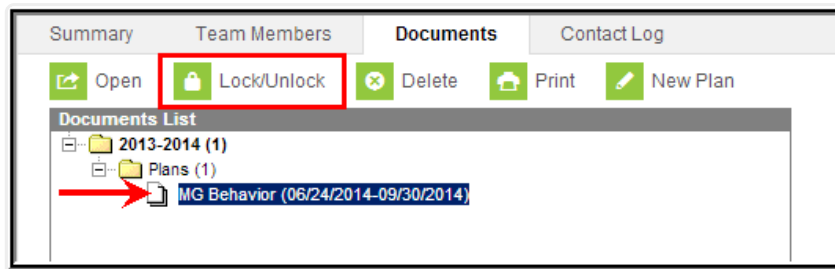 Summary Team Members Documents Contact Log
Open Lock/Unlock Delete Print New Plan
Documents List
2013-2014 (1)
Plans (1)
MG Behavior (06/24/2014-09/30/2014)